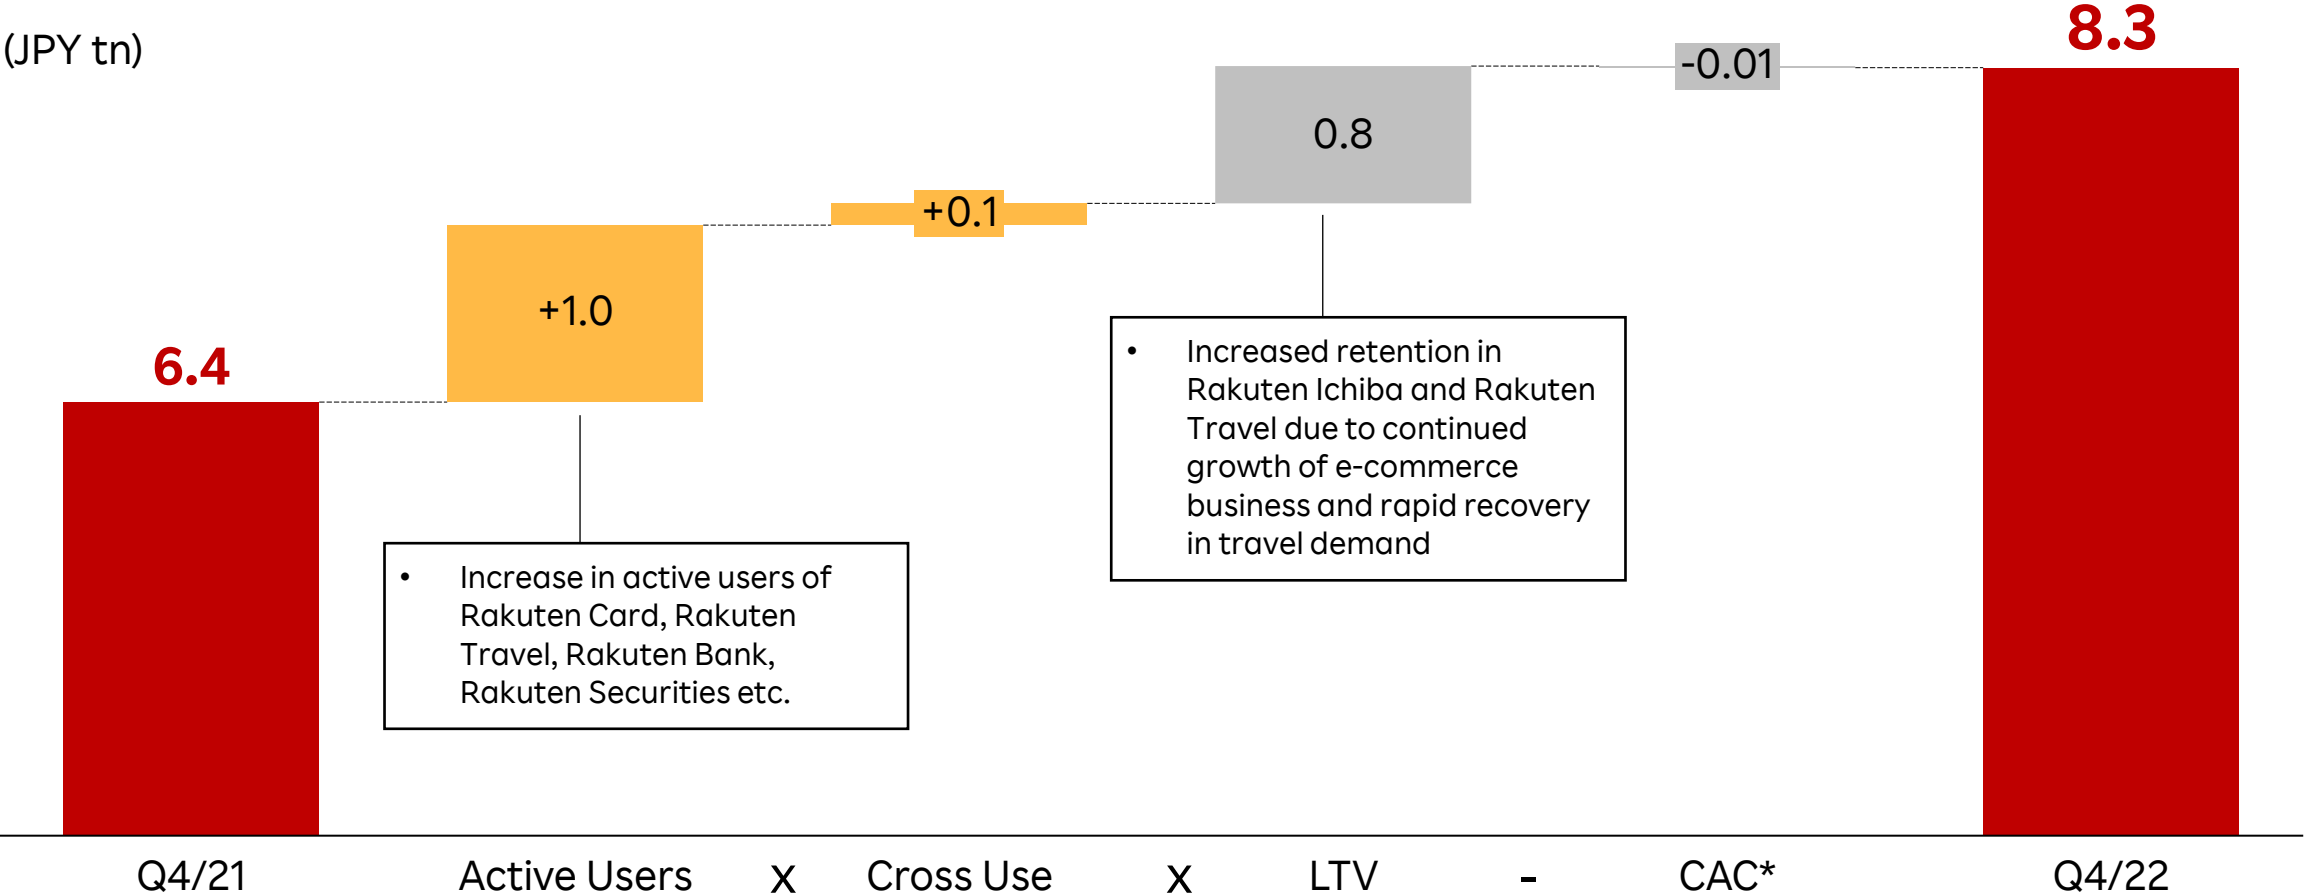 (JPY tn)
8.3
-0.01
0.8
+0.1
+1.0
6.4
• Increased retention in
Rakuten Ichiba and Rakuten
Travel due to continued
growth of e-commerce
business and rapid recovery
in travel demand
• Increase in active users of
Rakuten Card, Rakuten
Travel, Rakuten Bank,
Rakuten Securities etc.
Q4/21 Active Users x Cross Use x LTV - CAC* Q4/22